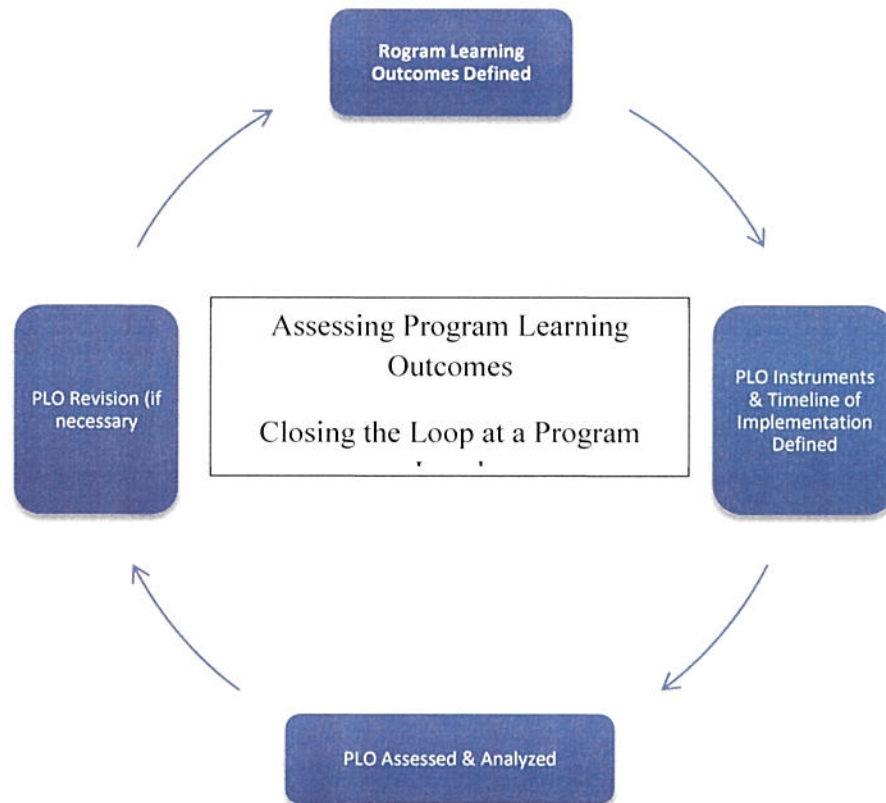 Rogram Learning
Outcomes Defined
Assessing Program Learning
Outcomes
Closing the Loop at a Program
PLO Revision (if
necessary
PLO Instruments
& Timeline of
Implementation
Defined
PLO Assessed & Analyzed